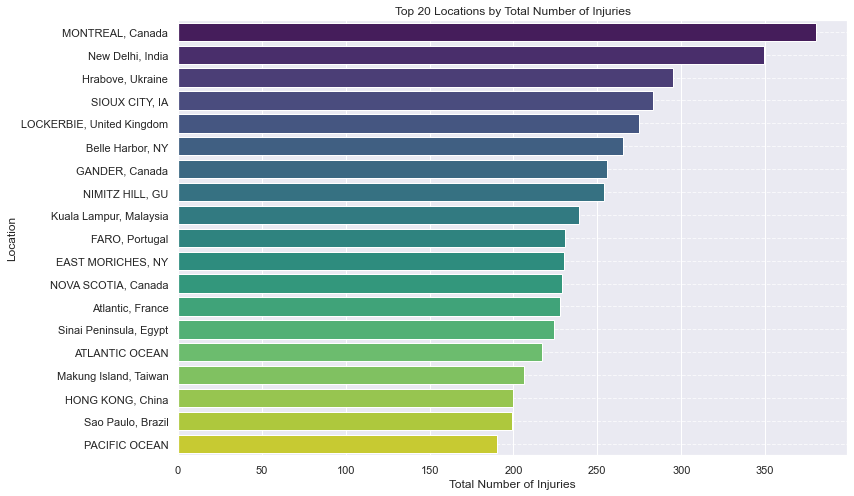 Top 20 Locations by Total Number of Injuries
MONTREAL, Canada
New Delhi, India
Hrabove, Ukraine
SIOUX CITY, IA
LOCKERBIE, United Kingdom
Belle Harbor, NY
GANDER, Canada
NIMITZ HILL, GU
Kuala Lampur, Malaysia
FARO, Portugal
EAST MORICHES, NY
NOVA SCOTIA, Canada
Atlantic, France
Sinai Peninsula, Egypt
ATLANTIC OCEAN
Makung Island, Taiwan
HONG KONG, China
Sao Paulo, Brazil
PACIFIC OCEAN
Location
0 50 100 150 200 250 300 350
Total Number of Injuries